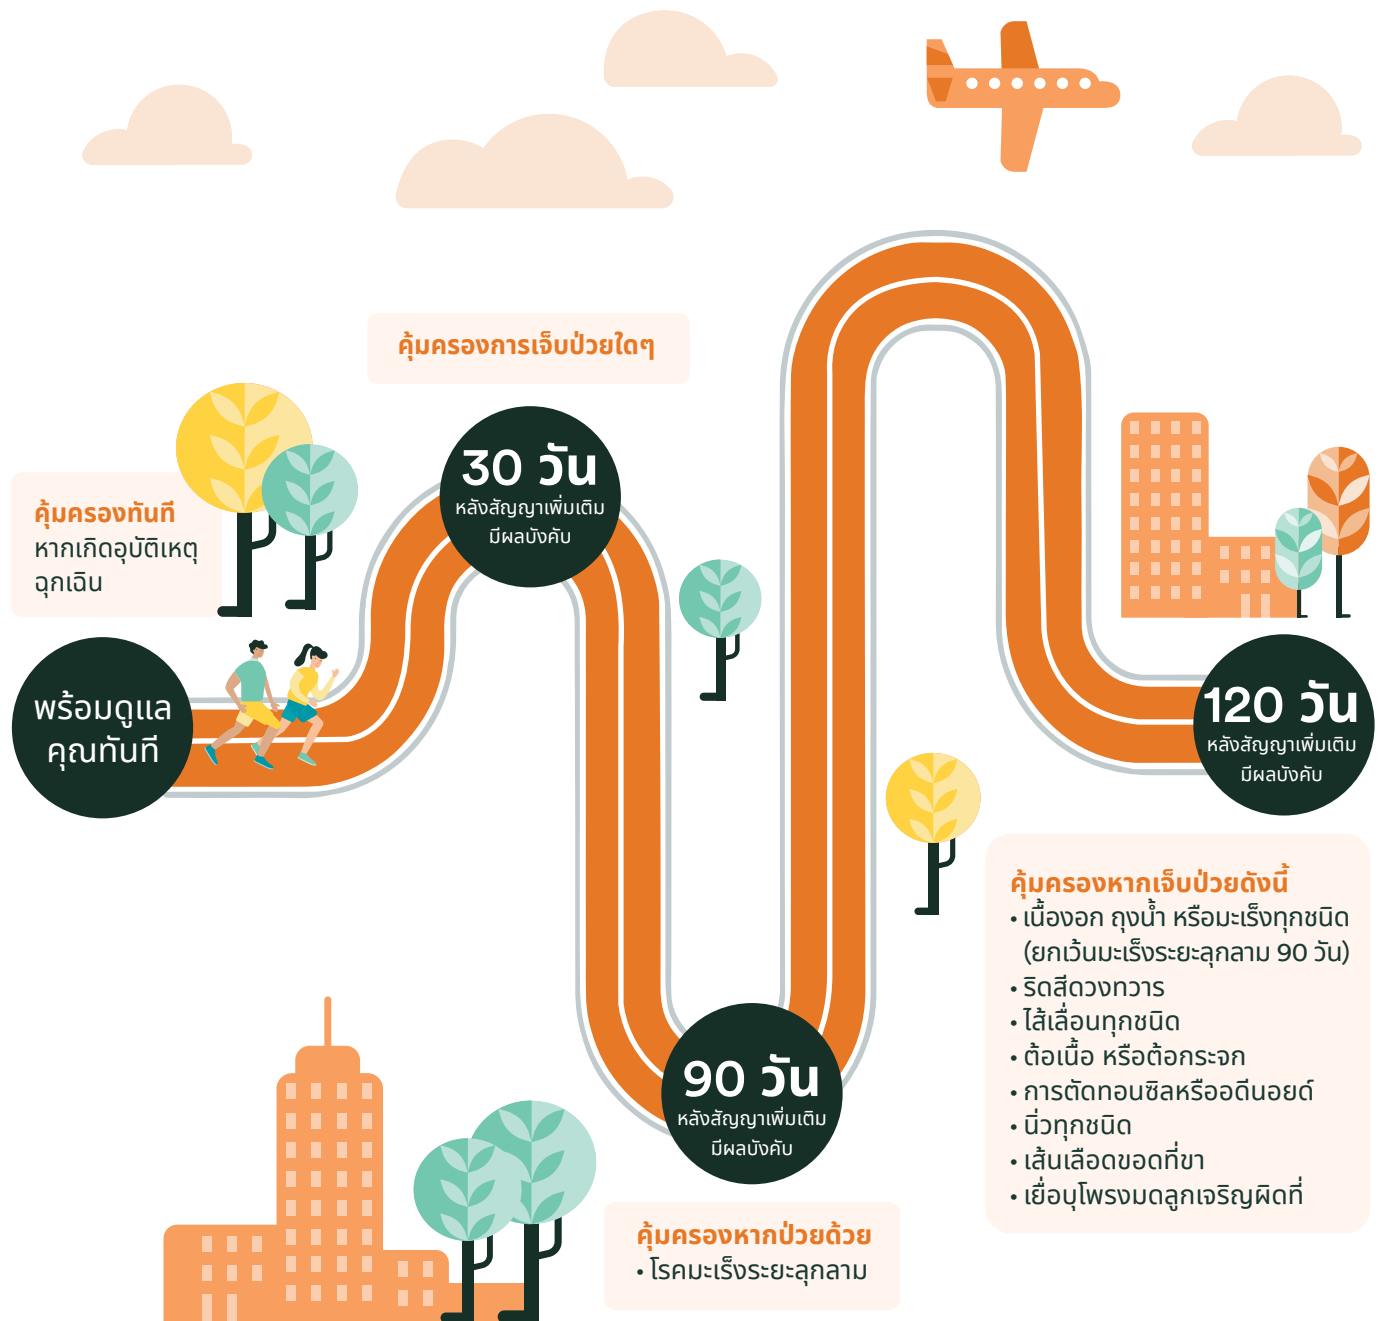 คุ้มครองทันที
หากเกิดอุบัติเหตุ
ฉุกเฉิน
พร้อมดูแล
คุณทันที
คุ้มครองการเจ็บป่วยใดๆ
30 วัน
หลังสัญญาเพิ่มเติม
มีผลบังคับ
90 วัน
หลังสัญญาเพิ่มเติม
มีผลบังคับ
คุ้มครองหากป่วยด้วย
• โรคมะเร็งระยะลุกลาม
120 วัน
หลังสัญญาเพิ่มเติม
มีผลบังคับ
คุ้มครองหากเจ็บป่วยดังนี้
• เนื้องอก ถุงน้ำ หรือมะเร็งทุกชนิด
(ยกเว้นมะเร็งระยะลุกลาม 90 วัน)
• ริดสีดวงทวาร
• ไส้เลื่อนทุกชนิด
• ต้อเนื้อ หรือต้อกระจก
• การตัดทอนซิลหรืออดีนอยด์
• นิ่วทุกชนิด
• เส้นเลือดขอดที่ขา
• เยื่อบุโพรงมดลูกเจริญผิดที่